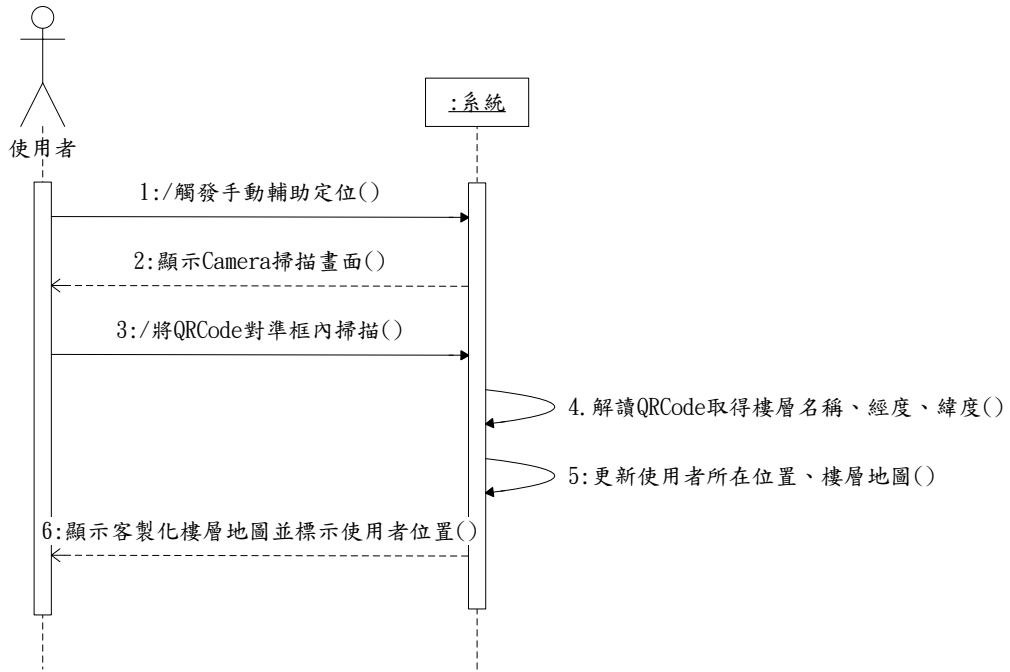 :系統
使用者
1:/觸發手動輔助定位()
2:顯示Camera掃描畫面()
3:/將QRCode對準框內掃描()
4.解讀QRCode取得樓層名稱、經度、緯度()
5:更新使用者所在位置、樓層地圖()
6:顯示客製化樓層地圖並標示使用者位置()